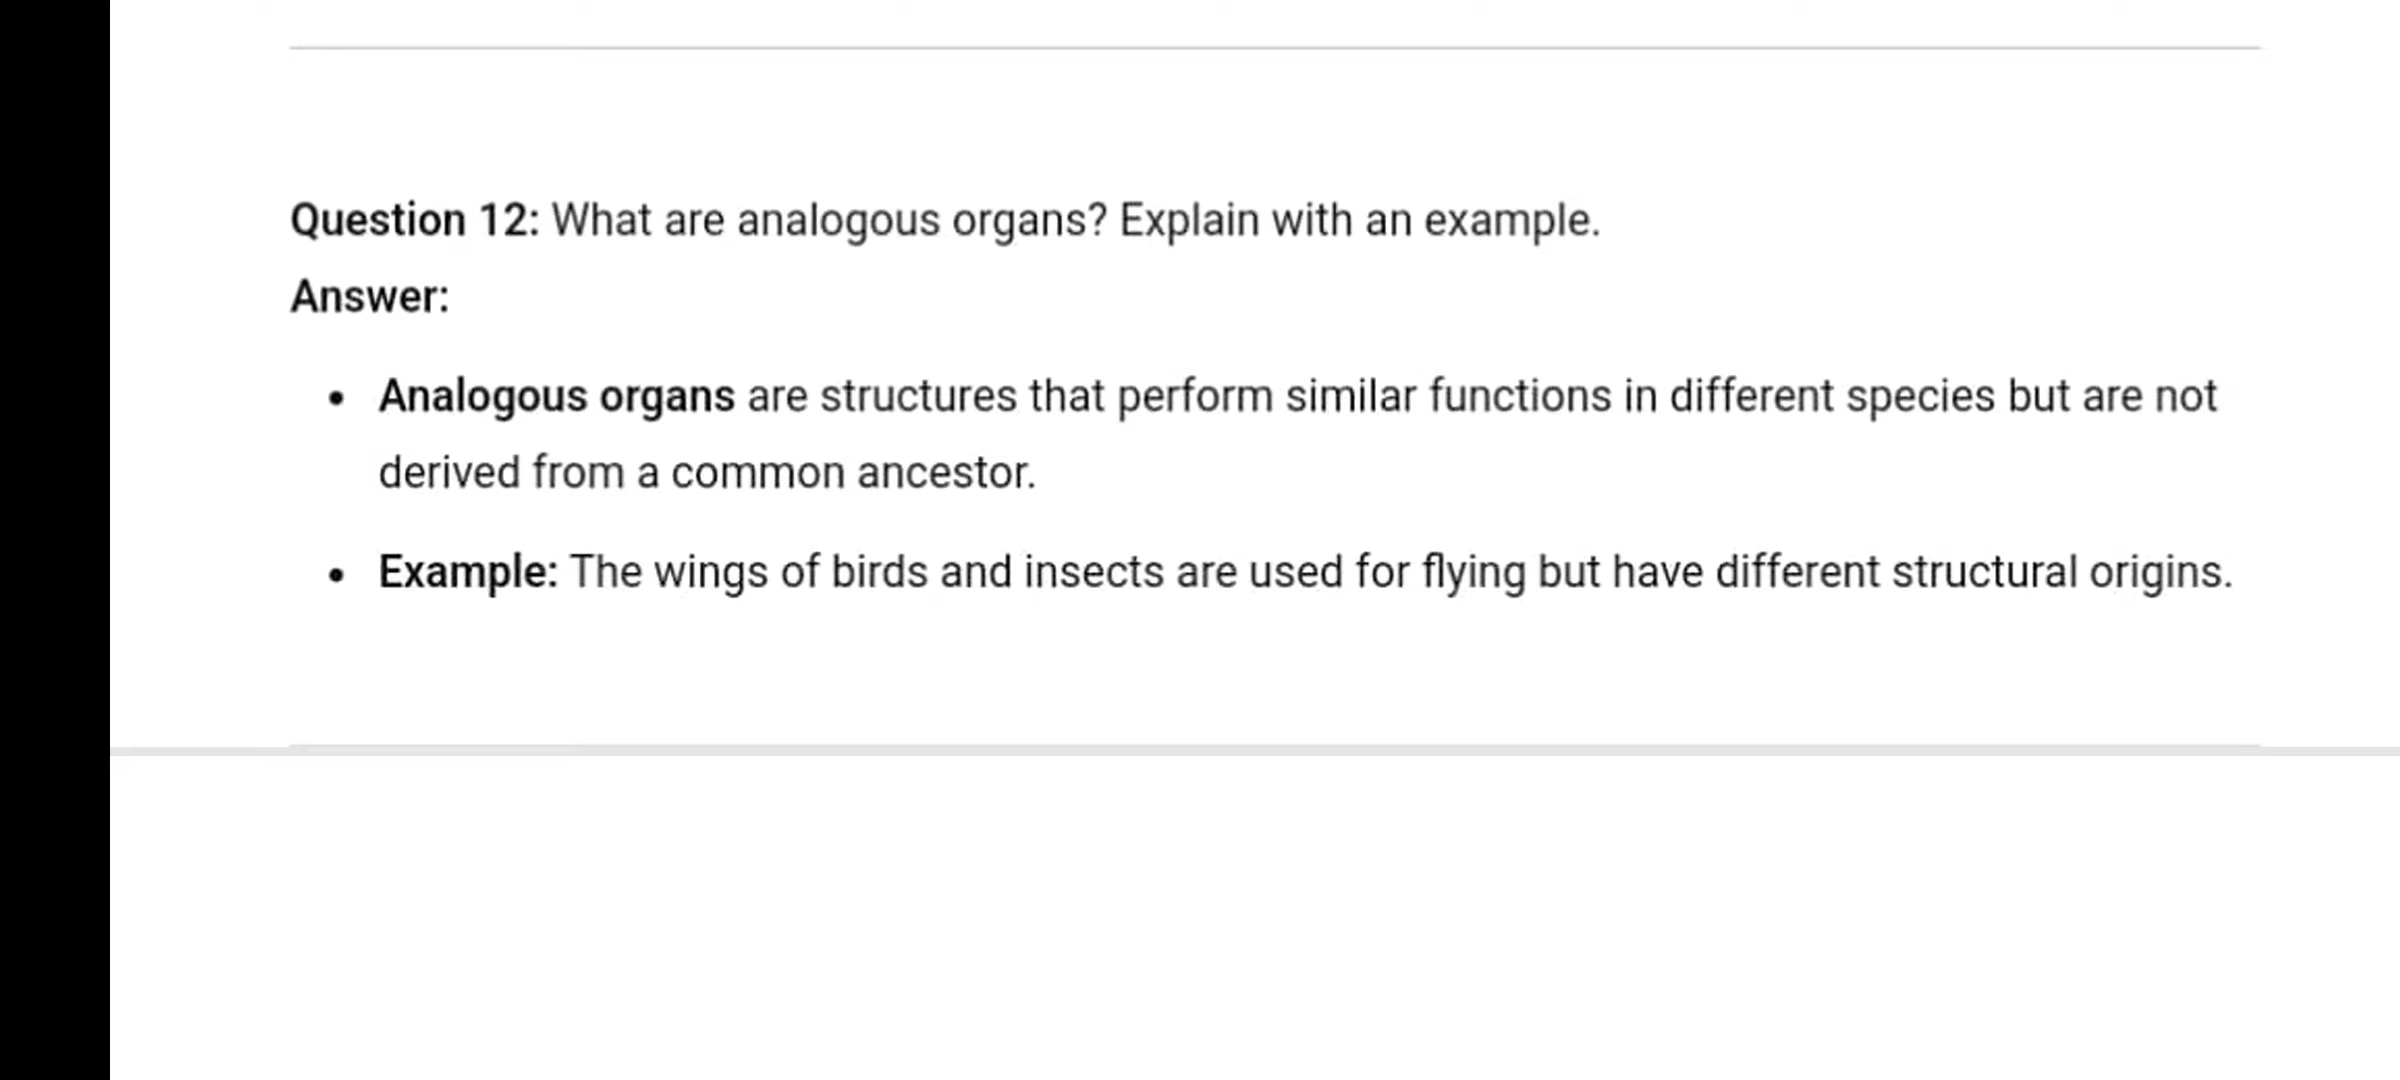 Question 12: What are analogous organs? Explain with an example.
Answer:
• Analogous organs are structures that perform similar functions in different species but are not
derived from a common ancestor.
• Example: The wings of birds and insects are used for flying but have different structural origins.